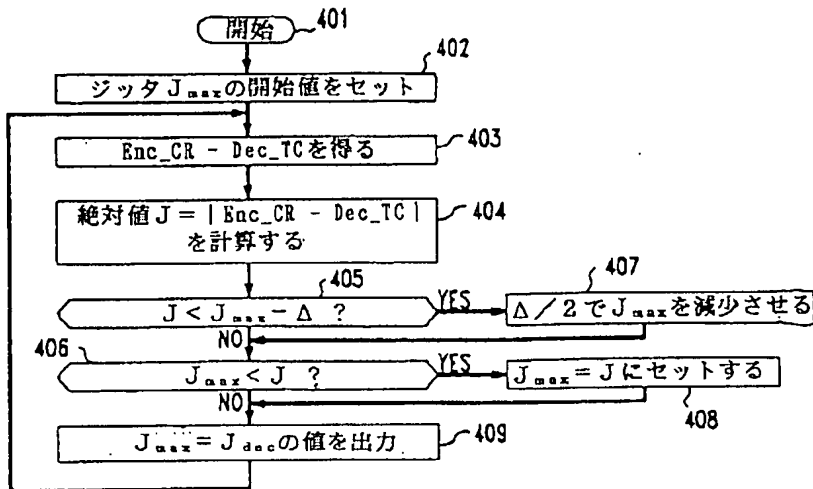 開始
401
402
ジッタJmaxの開始値をセット
Enc_CR - Dec_TCを得る
403
絶対値J=|Enc_CR - Dec_TC|
を計算する
404
405
J<Jmax-Δ ?
YES
NO
407
Δ/2でJmaxを減少させる
406
Jmax<J ?
YES
NO
Jmax=Jにセットする
408
Jmax=Jdecの値を出力
409